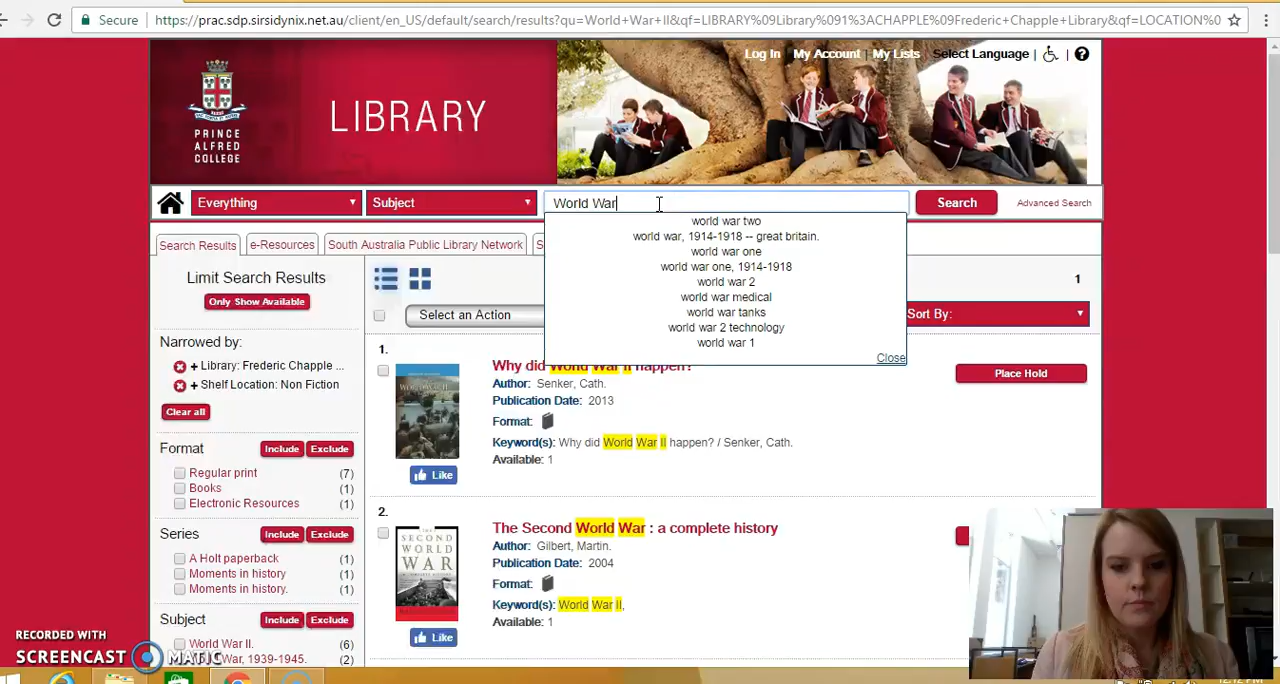 Secure
https://prac.sdp.sirsidynix.net.au/client/en_US/default/search/results?qu=World+War+II&qf=LIBRARY%09Library%091%3ACHAPPLE%09Frederic+Chapple+Library&qf=LOCATION%0
PRINCE
ALFRED
COLLEGE
LIBRARY
Log In My Account My Lists Select Language | | ?
Everything Subject World War Search Advanced Search
world war two
world war, 1914-1918 -- great britain.
world war one
world war one, 1914-1918
world war 2
world war medical
world war tanks
world war 2 technology
world war 1
Close
Search Results e-Resources South Australia Public Library Network S
Limit Search Results
Only Show Available
Narrowed by:
+ Library: Frederic Chapple ...
+ Shelf Location: Non Fiction
Clear all
Format Include Exclude
Regular print (7)
Books (1)
Electronic Resources (1)
Series Include Exclude
A Holt paperback (1)
Moments in history (1)
Moments in history. (1)
Subject Include Exclude
World War II. (6)
War, 1939-1945. (2)
1
Select an Action Sort By:
1.
Why did World War II happen?
Author: Senker, Cath.
Publication Date: 2013
Format:
Keyword(s): Why did World War II happen? / Senker, Cath.
Available: 1
Place Hold
WORLD WAR II
Like
2.
The Second World War : a complete history
Author: Gilbert, Martin.
Publication Date: 2004
Format:
Keyword(s): World War II,
Available: 1
THE
SECOND
WORLD
WAR
Like
RECORDED WITH
SCREENCAST MATIC